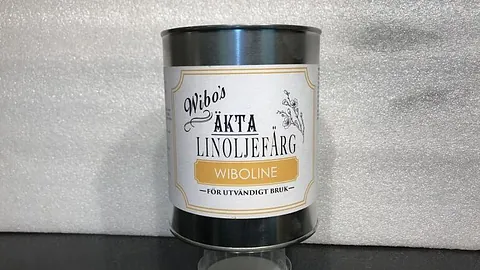 Wibo's
ÄKTA
LINOLJEFÄRG
WIBOLINE
FÖR UTVÄNDIGT BRUK